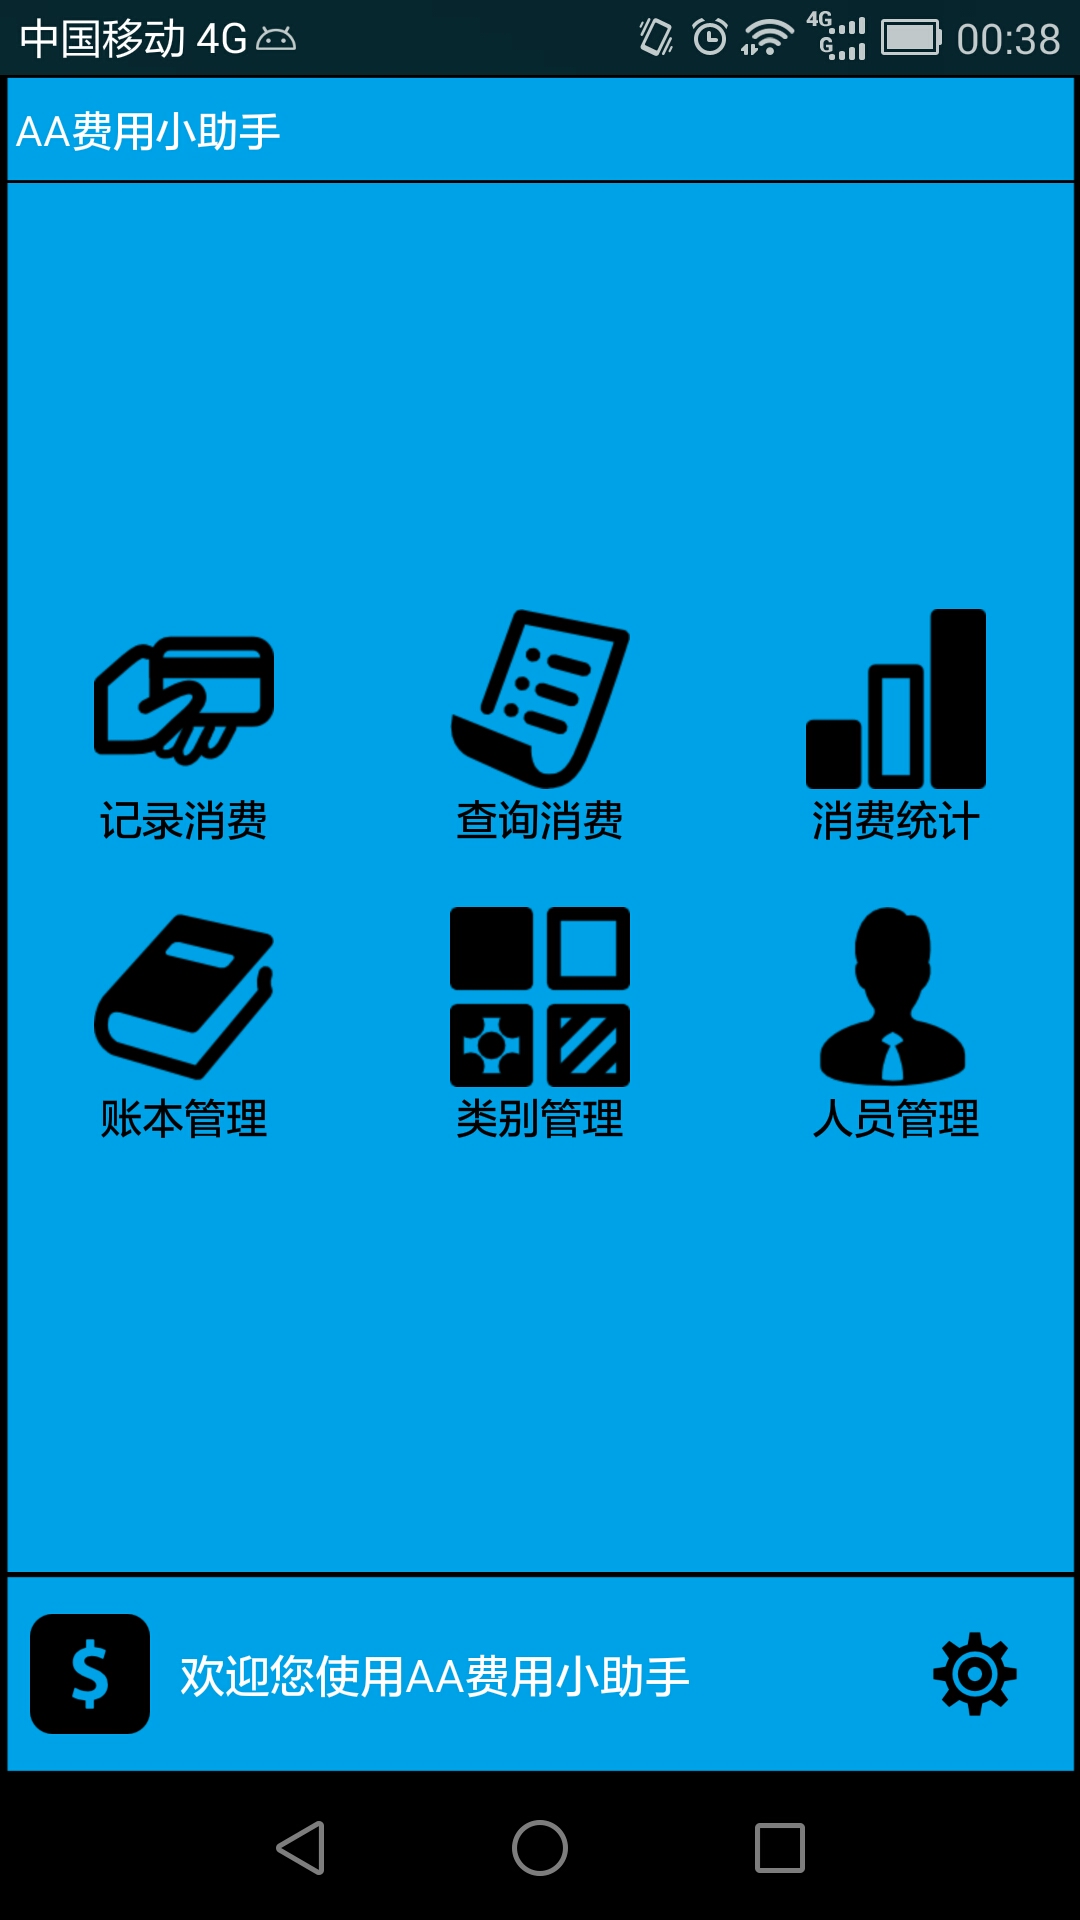 中国移动 4G
4G
G
00:38
AA费用小助手
记录消费
查询消费
消费统计
账本管理
类别管理
人员管理
$
欢迎您使用AA费用小助手